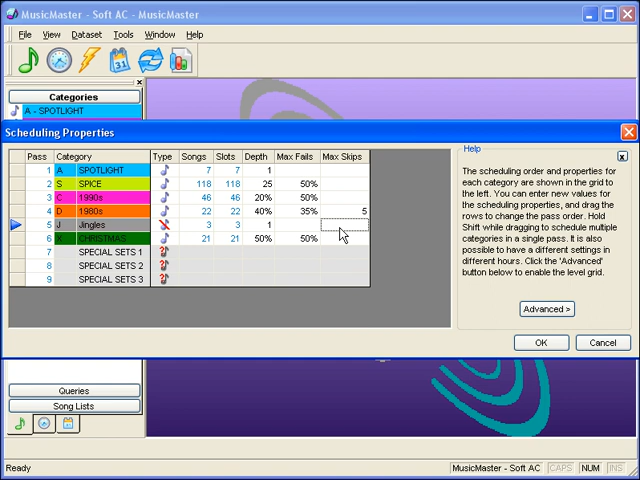 MusicMaster - Soft AC - MusicMaster
File View Dataset Tools Window Help
31
Categories
A - SPOTLIGHT
Scheduling Properties
Pass Category Type Songs Slots Depth Max Fails Max Skips
1 A SPOTLIGHT 7 7 1
2 S SPICE 118 118 25 50%
3 C 1990s 46 46 20% 50%
4 D 1980s 22 22 40% 35% 5
5 J Jingles 3 3 1
6 X CHRISTMAS 21 21 50% 50%
7 SPECIAL SETS 1
8 SPECIAL SETS 2
9 SPECIAL SETS 3
Help
The scheduling order and properties for each category are shown in the grid to the left. You can enter new values for the scheduling properties, and drag the rows to change the pass order. Hold Shift while dragging to schedule multiple categories in a single pass. It is also possible to have a different settings in different hours. Click the 'Advanced' button below to enable the level grid.
Advanced >
OK Cancel
Queries
Song Lists
Ready MusicMaster - Soft AC CAPS NUM INS